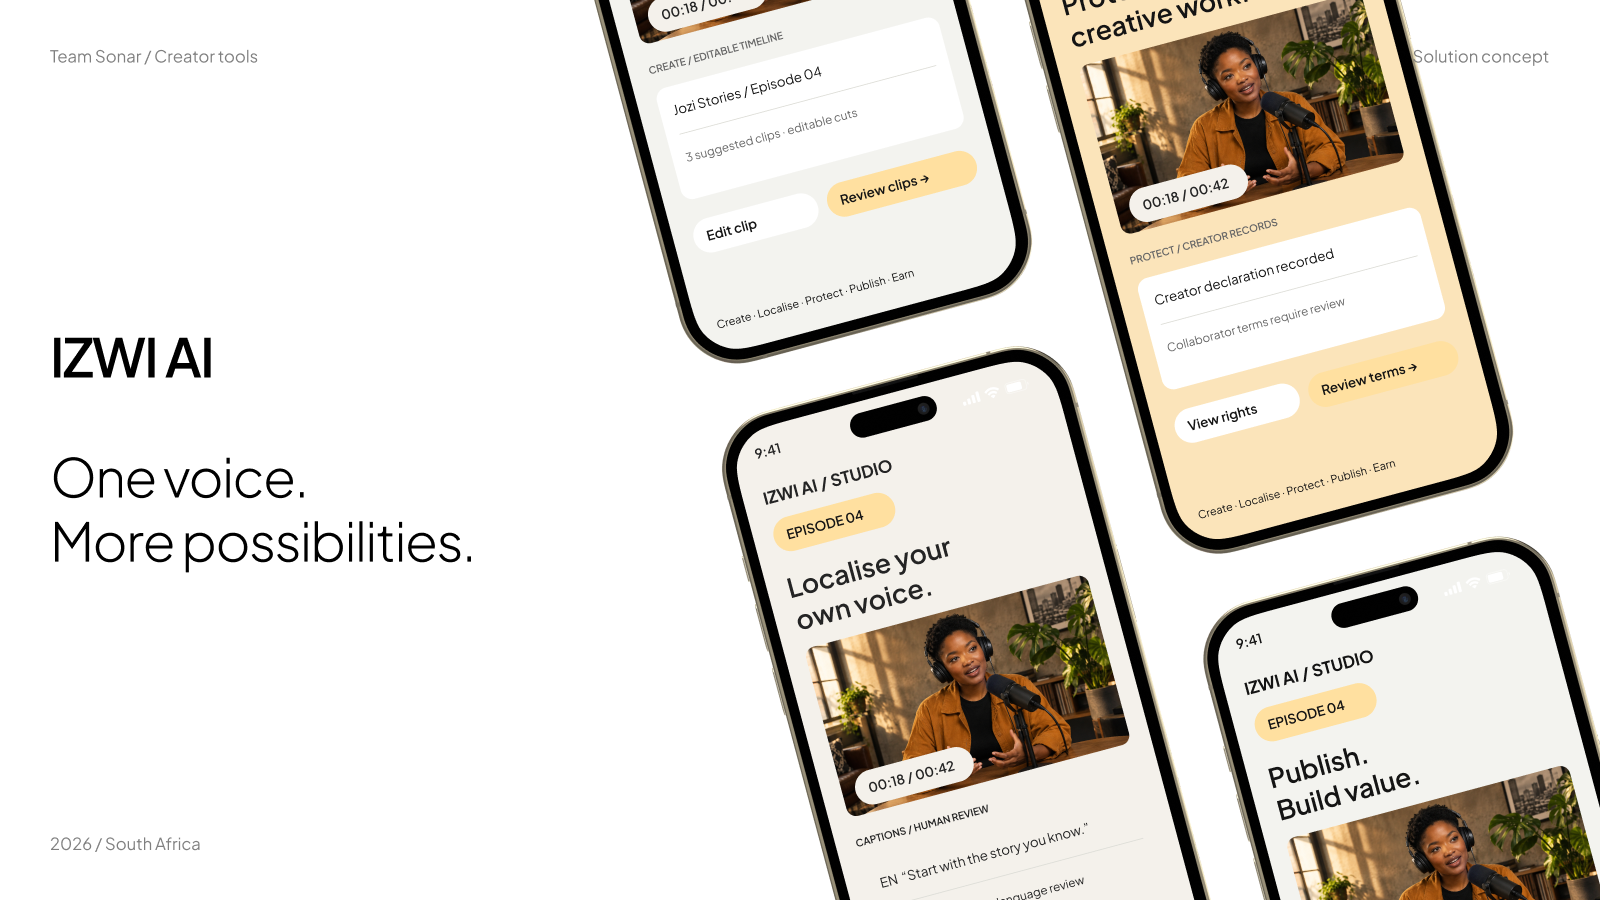 Team Sonar / Creator tools
Solution concept
IZWI AI
One voice.
More possibilities.
2026 / South Africa
CREATE / EDITABLE TIMELINE
Jozi Stories / Episode 04
3 suggested clips · editable cuts
Edit clip
Review clips →
Create · Localise · Protect · Publish · Earn
creative work.
00:18 / 00:42
PROTECT / CREATOR RECORDS
Creator declaration recorded
Collaborator terms require review
View rights
Review terms →
Create · Localise · Protect · Publish · Earn
9:41
IZWI AI / STUDIO
EPISODE 04
Localise your
own voice.
00:18 / 00:42
CAPTIONS / HUMAN REVIEW
EN “Start with the story you know.”
language review
9:41
IZWI AI / STUDIO
EPISODE 04
Publish.
Build value.